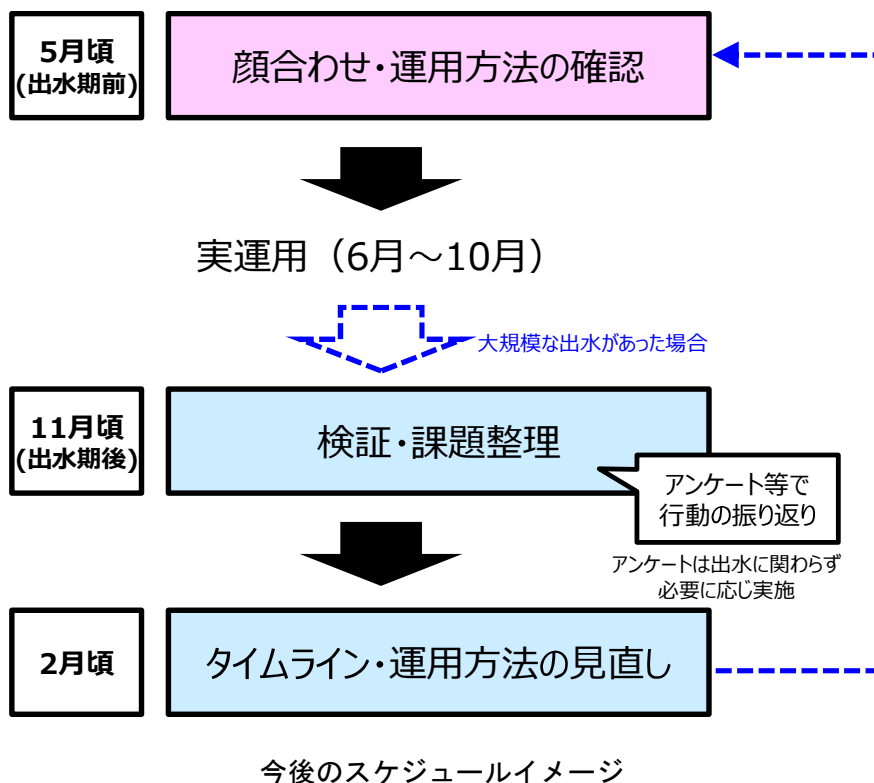 5月頃
(出水期前)
顔合わせ・運用方法の確認
実運用（6月～10月）
大規模な出水があった場合
11月頃
(出水期後)
検証・課題整理
アンケート等で
行動の振り返り
アンケートは出水に関わらず
必要に応じ実施
2月頃
タイムライン・運用方法の見直し
今後のスケジュールイメージ